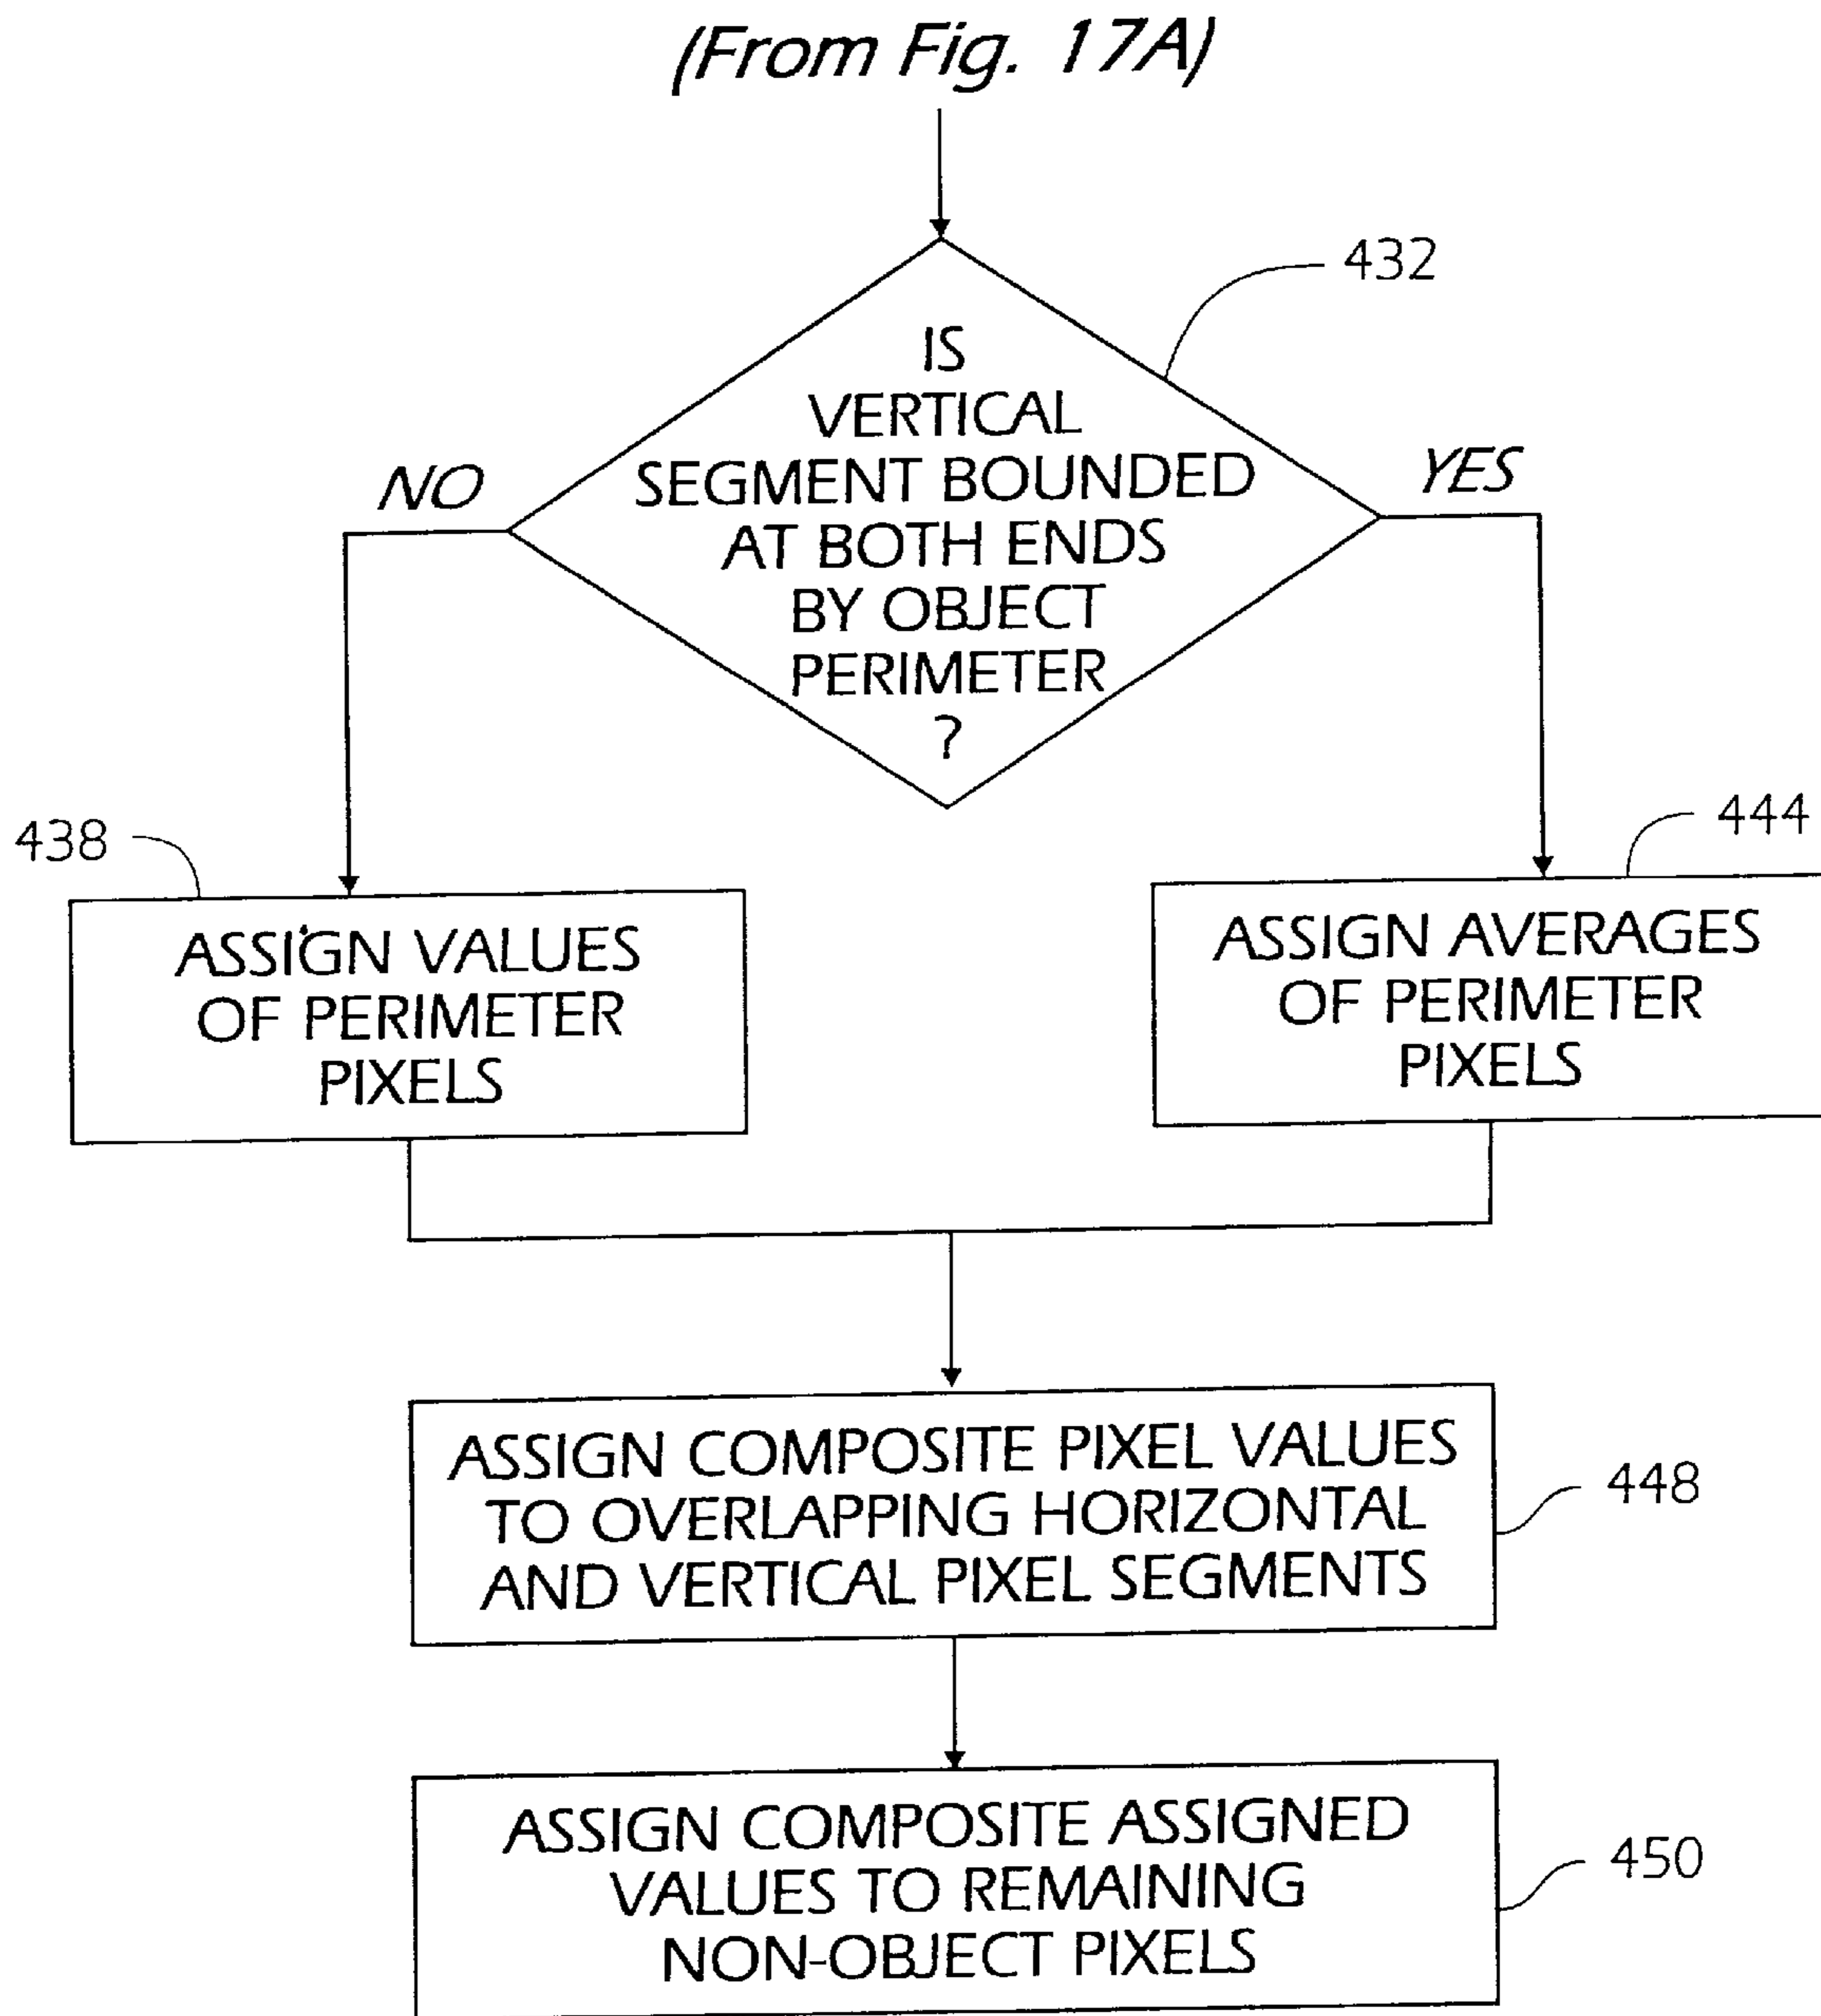 (From Fig. 17A)
432
IS
VERTICAL
SEGMENT BOUNDED
AT BOTH ENDS
BY OBJECT
PERIMETER
?
NO
YES
438
ASSIGN VALUES
OF PERIMETER
PIXELS
444
ASSIGN AVERAGES
OF PERIMETER
PIXELS
ASSIGN COMPOSITE PIXEL VALUES
TO OVERLAPPING HORIZONTAL
AND VERTICAL PIXEL SEGMENTS
448
ASSIGN COMPOSITE ASSIGNED
VALUES TO REMAINING
NON-OBJECT PIXELS
450